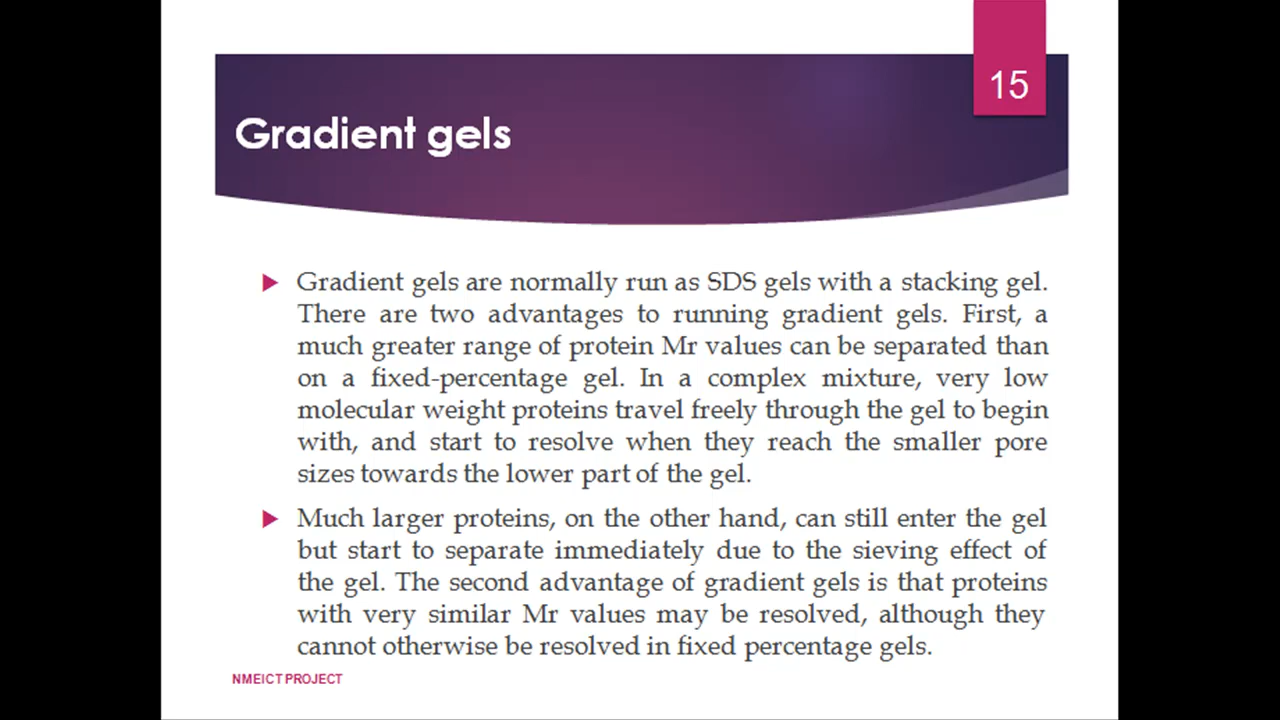 15
Gradient gels
Gradient gels are normally run as SDS gels with a stacking gel.
There are two advantages to running gradient gels. First, a
much greater range of protein Mr values can be separated than
on a fixed-percentage gel. In a complex mixture, very low
molecular weight proteins travel freely through the gel to begin
with, and start to resolve when they reach the smaller pore
sizes towards the lower part of the gel.
Much larger proteins, on the other hand, can still enter the gel
but start to separate immediately due to the sieving effect of
the gel. The second advantage of gradient gels is that proteins
with very similar Mr values may be resolved, although they
cannot otherwise be resolved in fixed percentage gels.
NMEICT PROJECT